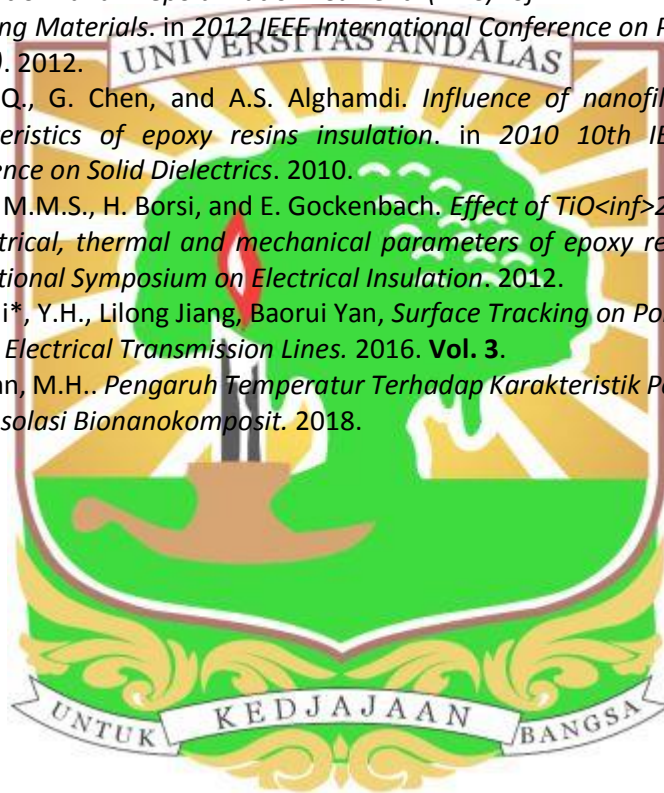 ng Materials. in 2012 IEEE International Conference on
UNIVERSITAS ANDALAS
). 2012.
Q., G. Chen, and A.S. Alghamdi. Influence of nanofil
teristics of epoxy resins insulation. in 2010 10th IE
ence on Solid Dielectrics. 2010.
M.M.S., H. Borsi, and E. Gockenbach. Effect of TiO<inf>2
trical, thermal and mechanical parameters of epoxy re
tional Symposium on Electrical Insulation. 2012.
i*, Y.H., Lilong Jiang, Baorui Yan, Surface Tracking on Po
Electrical Transmission Lines. 2016. Vol. 3.
an, M.H.. Pengaruh Temperatur Terhadap Karakteristik
solasi Bionanokomposit. 2018.
UNTUK KEDJAJAAN BANGSA